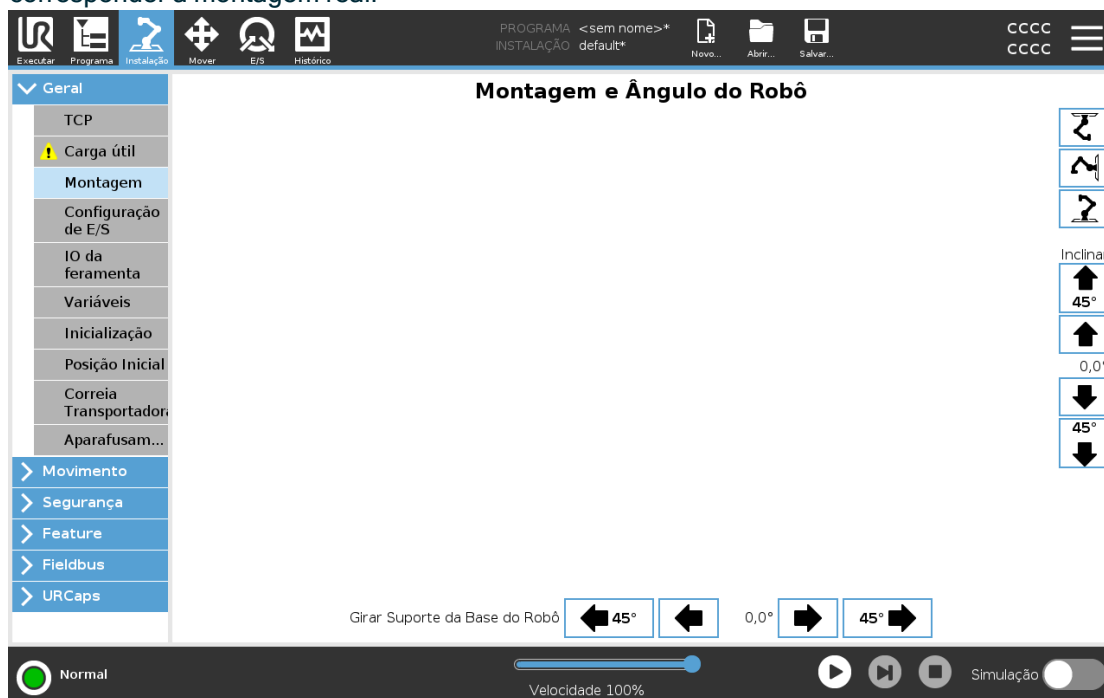 corresponder à montagem real.
UR
Executar
Programa
Instalação
Mover
E/S
Histórico
PROGRAMA <sem nome>*
INSTALAÇÃO default*
Novo...
Abrir...
Salvar...
CCCC
CCCC
Geral
TCP
Carga útil
Montagem
Configuração
de E/S
IO da
ferramenta
Variáveis
Inicialização
Posição Inicial
Correia
Transportadora
Aparafusam...
Movimento
Segurança
Feature
Fieldbus
URCaps
Montagem e Ângulo do Robô
Inclinar
45°
0,0°
45°
Girar Suporte da Base do Robô
45°
0,0°
45°
Normal
Velocidade 100%
Simulação